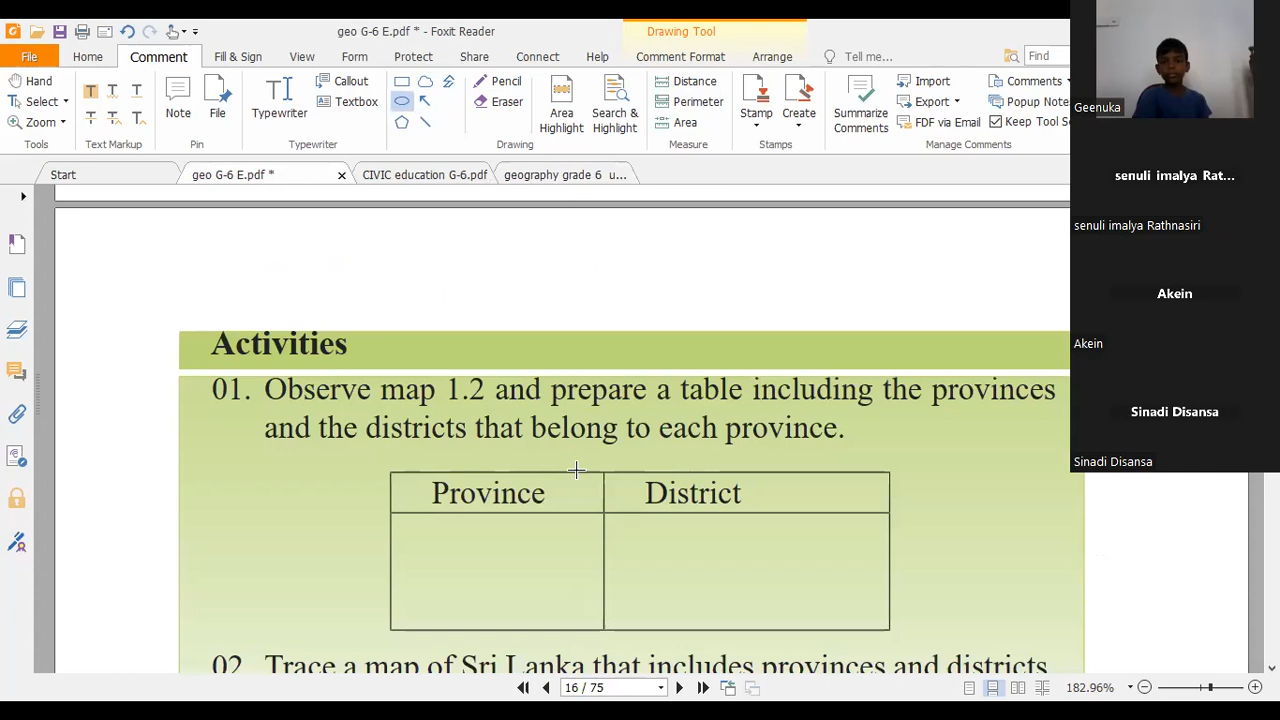 geo G-6 E.pdf * - Foxit Reader
Drawing Tool
File
Home
Comment
Fill & Sign
View
Form
Protect
Share
Connect
Help
Comment Format
Arrange
Tell me...
Find
Hand
Select
Zoom
Tools
Text Markup
Note
File
Pin
Typewriter
Callout
Textbox
Typewriter
Pencil
Eraser
Area
Highlight
Search &
Highlight
Drawing
Distance
Perimeter
Area
Measure
Stamp
Create
Stamps
Summarize
Comments
Import
Export
FDF via Email
Comments
Popup Note
Keep Tool S
Manage Comments
Start
geo G-6 E.pdf *
CIVIC education G-6.pdf
geography grade 6 u...
Geenuka
senuli imalya Rat...
senuli imalya Rathnasiri
Akein
Akein
Sinadi Disansa
Sinadi Disansa
Activities
01. Observe map 1.2 and prepare a table including the provinces
and the districts that belong to each province.
Province District
02. Trace a map of Sri Lanka that includes provinces and districts
16 / 75
182.96%